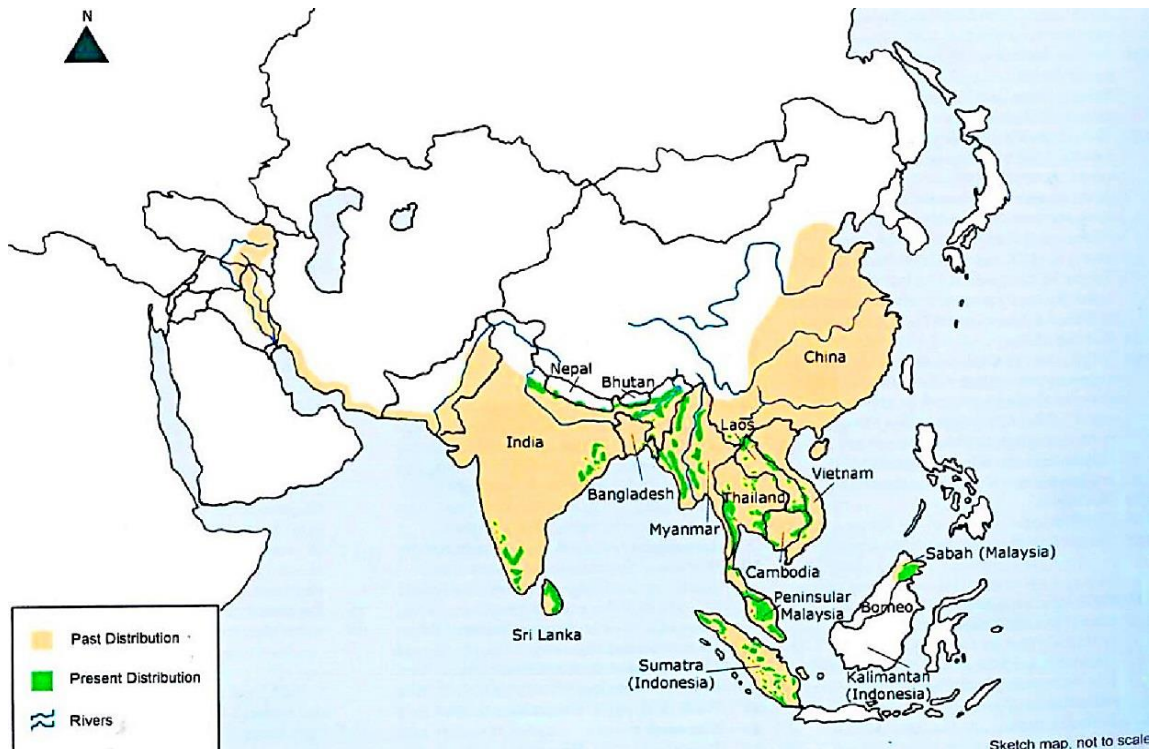 N
China
Nepal
Bhutan
India
Laos
Vietnam
Bangladesh
Thailand
Myanmar
Sabah (Malaysia)
Cambodia
Peninsular
Malaysia
Borneo
Sri Lanka
Sumatra
(Indonesia)
Kalimantan
(Indonesia)
Past Distribution
Present Distribution
Rivers
Sketch map, not to scale